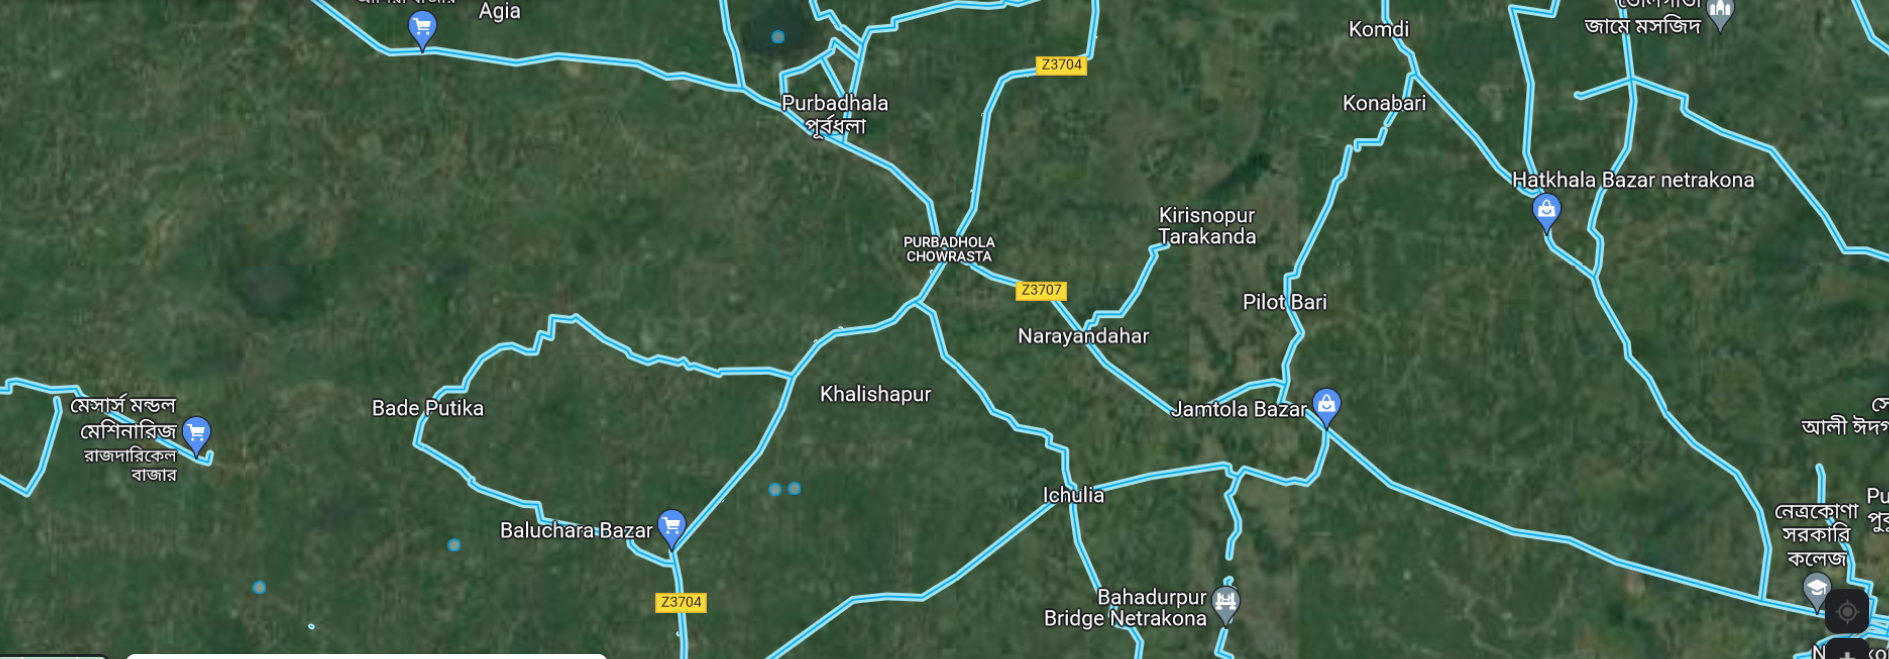 Agia
Komdi
জামে মসজিদ
Z3704
Purbadhala
পূর্বধলা
Konabari
Hatkhala Bazar netrakona
Kirisnopur
Tarakanda
PURBADHOLA
CHOWRASTA
Z3707
Pilot Bari
Narayandahar
Khalishapur
Bade Putika
Jamtola Bazar
মেসার্স মন্ডল
মেশিনারিজ
রাজদারিকেল
বাজার
আলী ঈদগ
Ichulia
Pu
নেত্রকোণা
সরকারি
কলেজ
Baluchara Bazar
Z3704
Bahadurpur
Bridge Netrakona